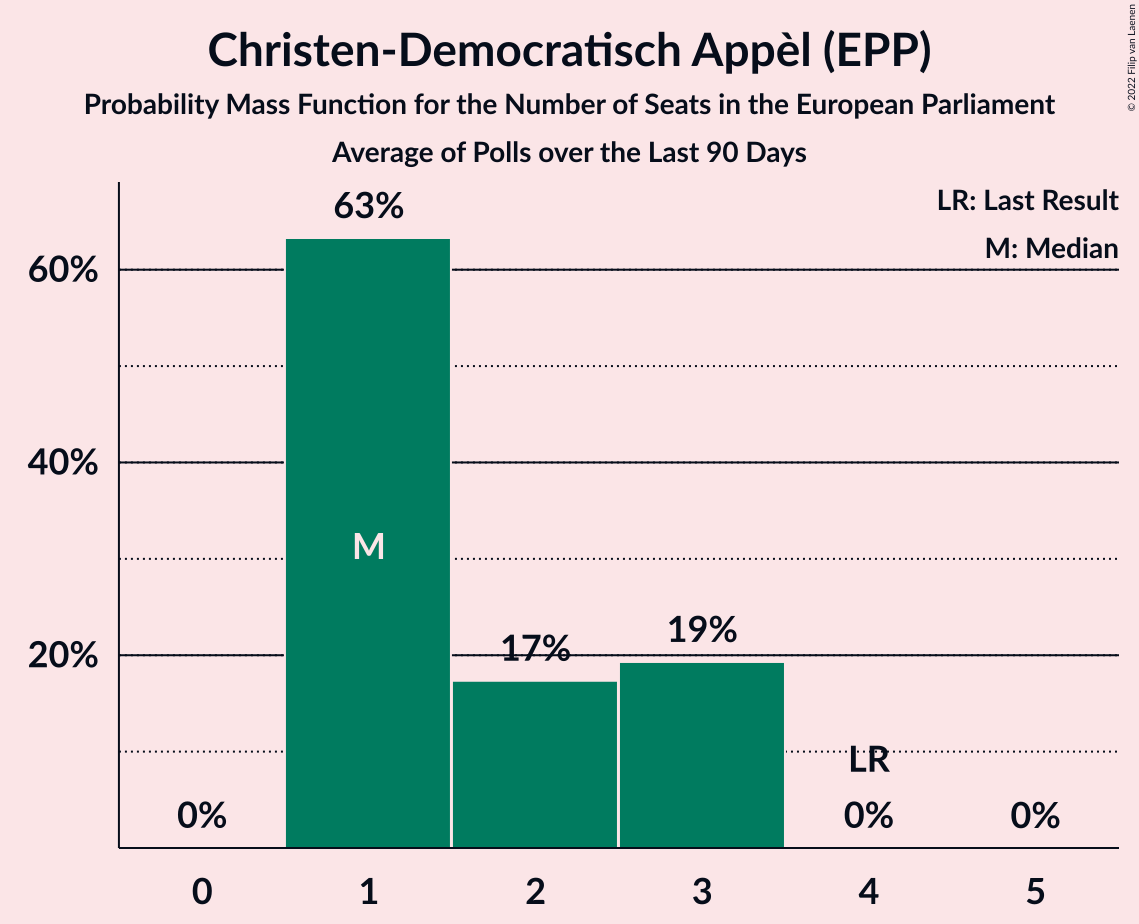 Christen-Democratisch Appèl (EPP)
Probability Mass Function for the Number of Seats in the European Parliament
Average of Polls over the Last 90 Days
© 2022 Filip van Laenen
LR: Last Result
M: Median
63%
60%
40%
M
19%
17%
20%
LR
0%
0%
0%
0 1 2 3 4 5